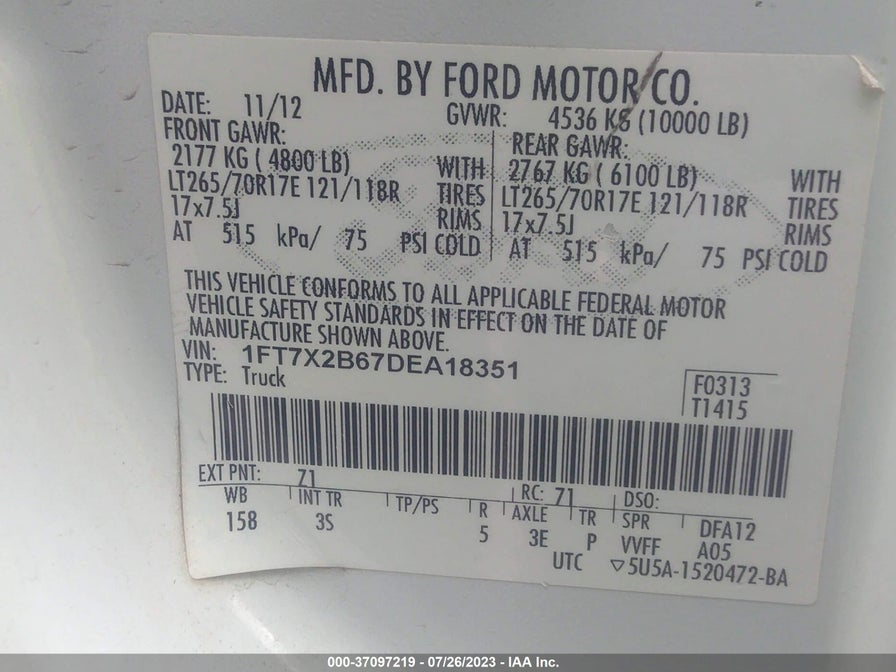 MFD. BY FORD MOTOR CO.
DATE: 11/12 GVWR: 4536 KG (10000 LB)
FRONT GAWR: REAR GAWR:
2177 KG ( 4800 LB) WITH 2767 KG ( 6100 LB) WITH
LT265/70R17E 121/118R TIRES LT265/70R17E 121/118R TIRES
17x7.5J RIMS 17x7.5J RIMS
AT 515 kPa/ 75 PSI COLD AT 515 kPa/ 75 PSI COLD
THIS VEHICLE CONFORMS TO ALL APPLICABLE FEDERAL MOTOR
VEHICLE SAFETY STANDARDS IN EFFECT ON THE DATE OF
MANUFACTURE SHOWN ABOVE.
VIN: 1FT7X2B67DEA18351
TYPE: Truck F0313
T1415
EXT PNT: 71 RC: 71 DSO:
WB INT TR TP/PS R AXLE TR SPR DFA12
158 3S 5 3E P VVFF A05
UTC ▽5U5A-1520472-BA
000-37097219 - 07/26/2023 - IAA Inc.